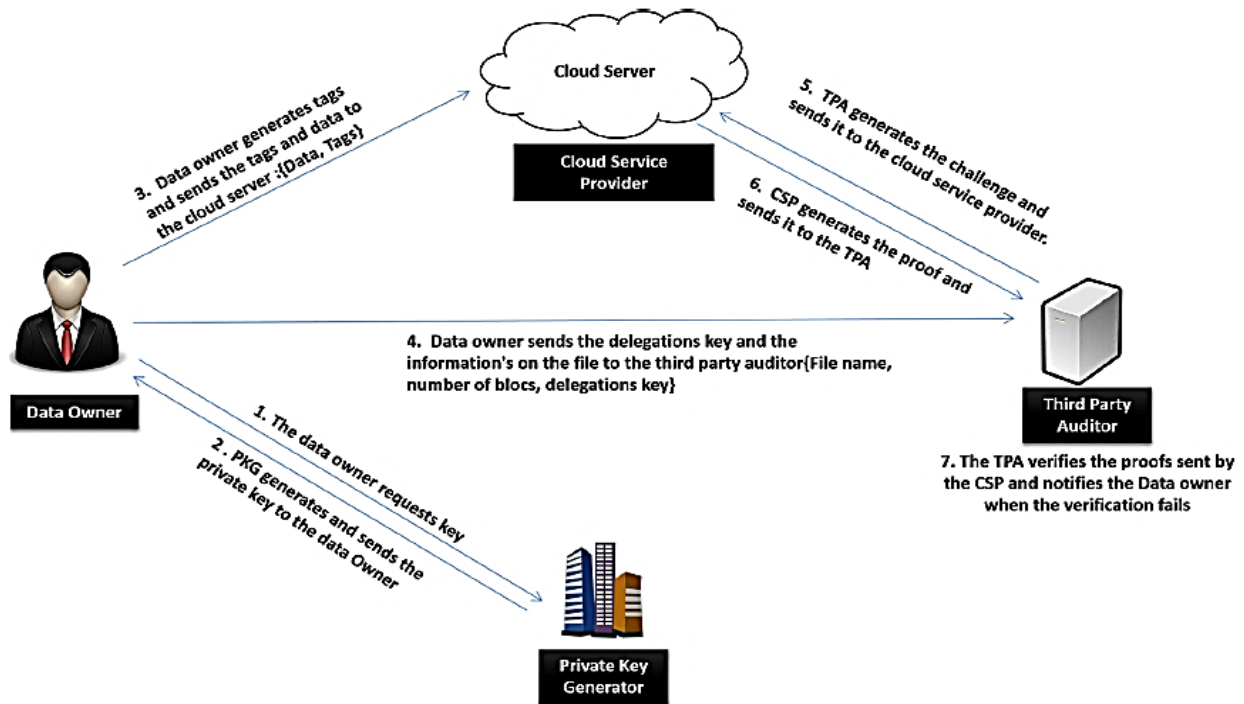 Cloud Server
Cloud Service
Provider
3. Data owner generates tags
and sends the tags and data to
the cloud server :{Data, Tags}
5. TPA generates the challenge and
sends it to the cloud service provider.
6. CSP generates the proof and
sends it to the TPA
4. Data owner sends the delegations key and the
information's on the file to the third party auditor{File name,
number of blocs, delegations key}
Data Owner
Third Party
Auditor
1. The data owner requests key
2 . PKG generates and sends the
private key to the data Owner
7. The TPA verifies the proofs sent by
the CSP and notifies the Data owner
when the verification fails
Private Key
Generator